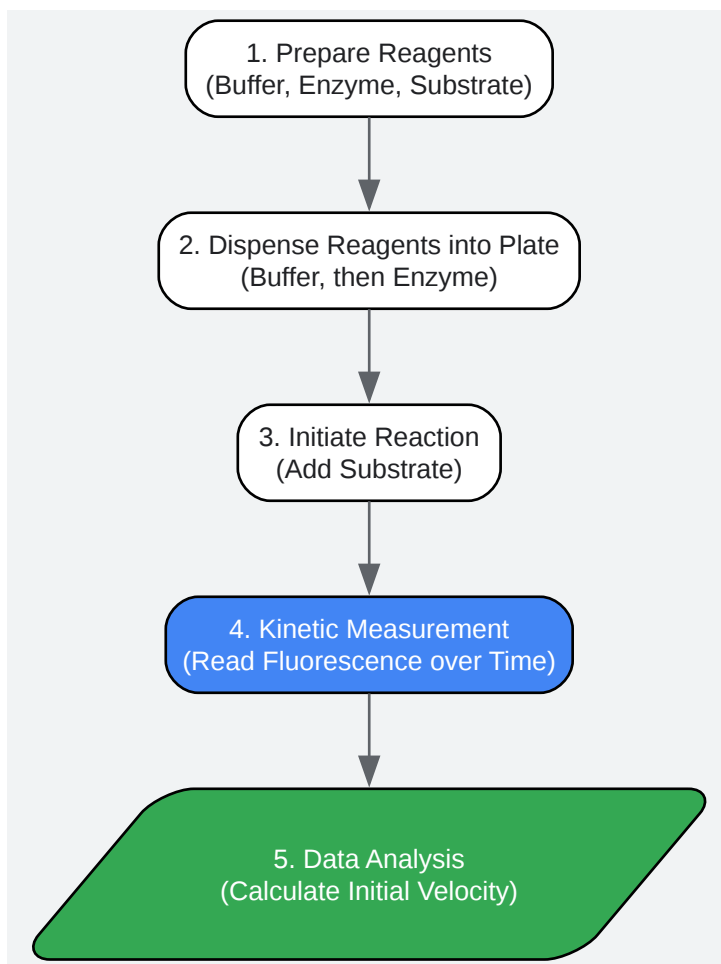 1. Prepare Reagents
(Buffer, Enzyme, Substrate)
2. Dispense Reagents into Plate
(Buffer, then Enzyme)
3. Initiate Reaction
(Add Substrate)
4. Kinetic Measurement
(Read Fluorescence over Time)
5. Data Analysis
(Calculate Initial Velocity)